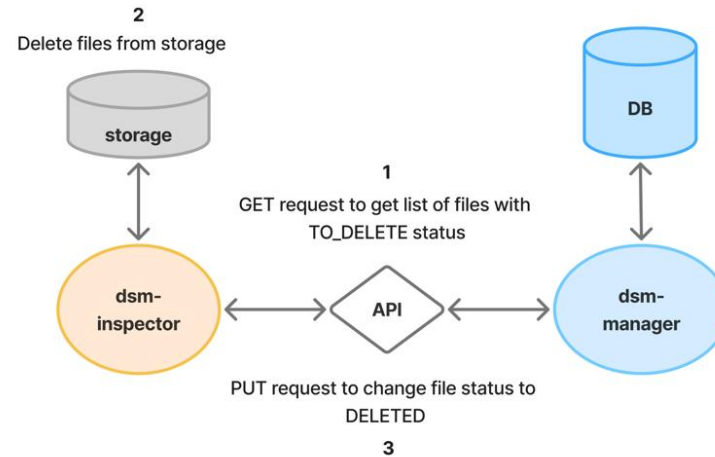 2
Delete files from storage
storage
DB
1
GET request to get list of files with
TO_DELETE status
dsm-
inspector
API
dsm-
manager
PUT request to change file status to
DELETED
3